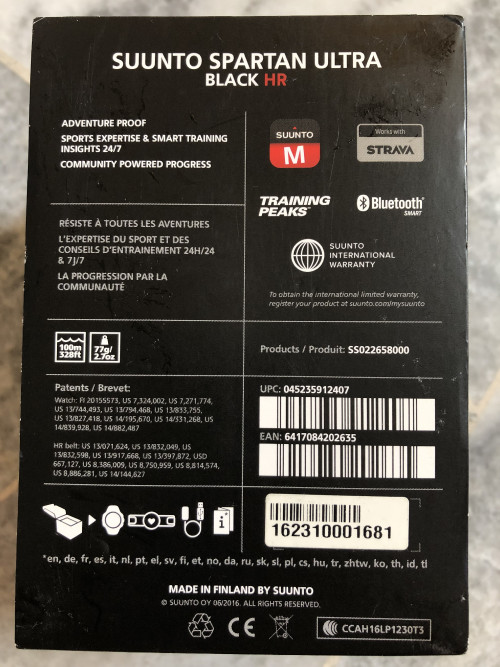 SUUNTO SPARTAN ULTRA
BLACK HR
ADVENTURE PROOF
SPORTS EXPERTISE & SMART TRAINING
INSIGHTS 24/7
COMMUNITY POWERED PROGRESS
SUUNTO
M
Works with
STRAVA
TRAINING
PEAKS™
Bluetooth®
SMART
RÉSISTE À TOUTES LES AVENTURES
L'EXPERTISE DU SPORT ET DES
CONSEILS D'ENTRAINEMENT 24H/24
& 7J/7
LA PROGRESSION PAR LA
COMMUNAUTÉ
SUUNTO
INTERNATIONAL
WARRANTY
To obtain the international limited warranty,
register your product at suunto.com/mysuunto
100m
328ft
77g/
2.7oz
Products / Produit: SS022658000
Patents / Brevet:
Watch: FI 20155573, US 7,324,002, US 7,271,774,
US 13/744,493, US 13/794,468, US 13/833,755,
US 13/827,418, US 14/195,670, US 14/331,268, US
14/839,928, US 14/882,487
HR belt: US 13/071,624, US 13/832,049, US
13/832,598, US 13/917,668, US 13/397,872, USD
667,127, US 8,386,009, US 8,750,959, US 8,814,574,
US 8,886,281, US 14/144,627
UPC: 045235912407
EAN: 6417084202635
i
162310001681
*en, de, fr, es, it, nl, pt, el, sv, fi, et, no, da, ru, sk, sl, pl, cs, hu, tr, zhtw, ko, th, id, tl
MADE IN FINLAND BY SUUNTO
© SUUNTO OY 06/2016. ALL RIGHTS RESERVED.
CE
CCAH16LP1230T3